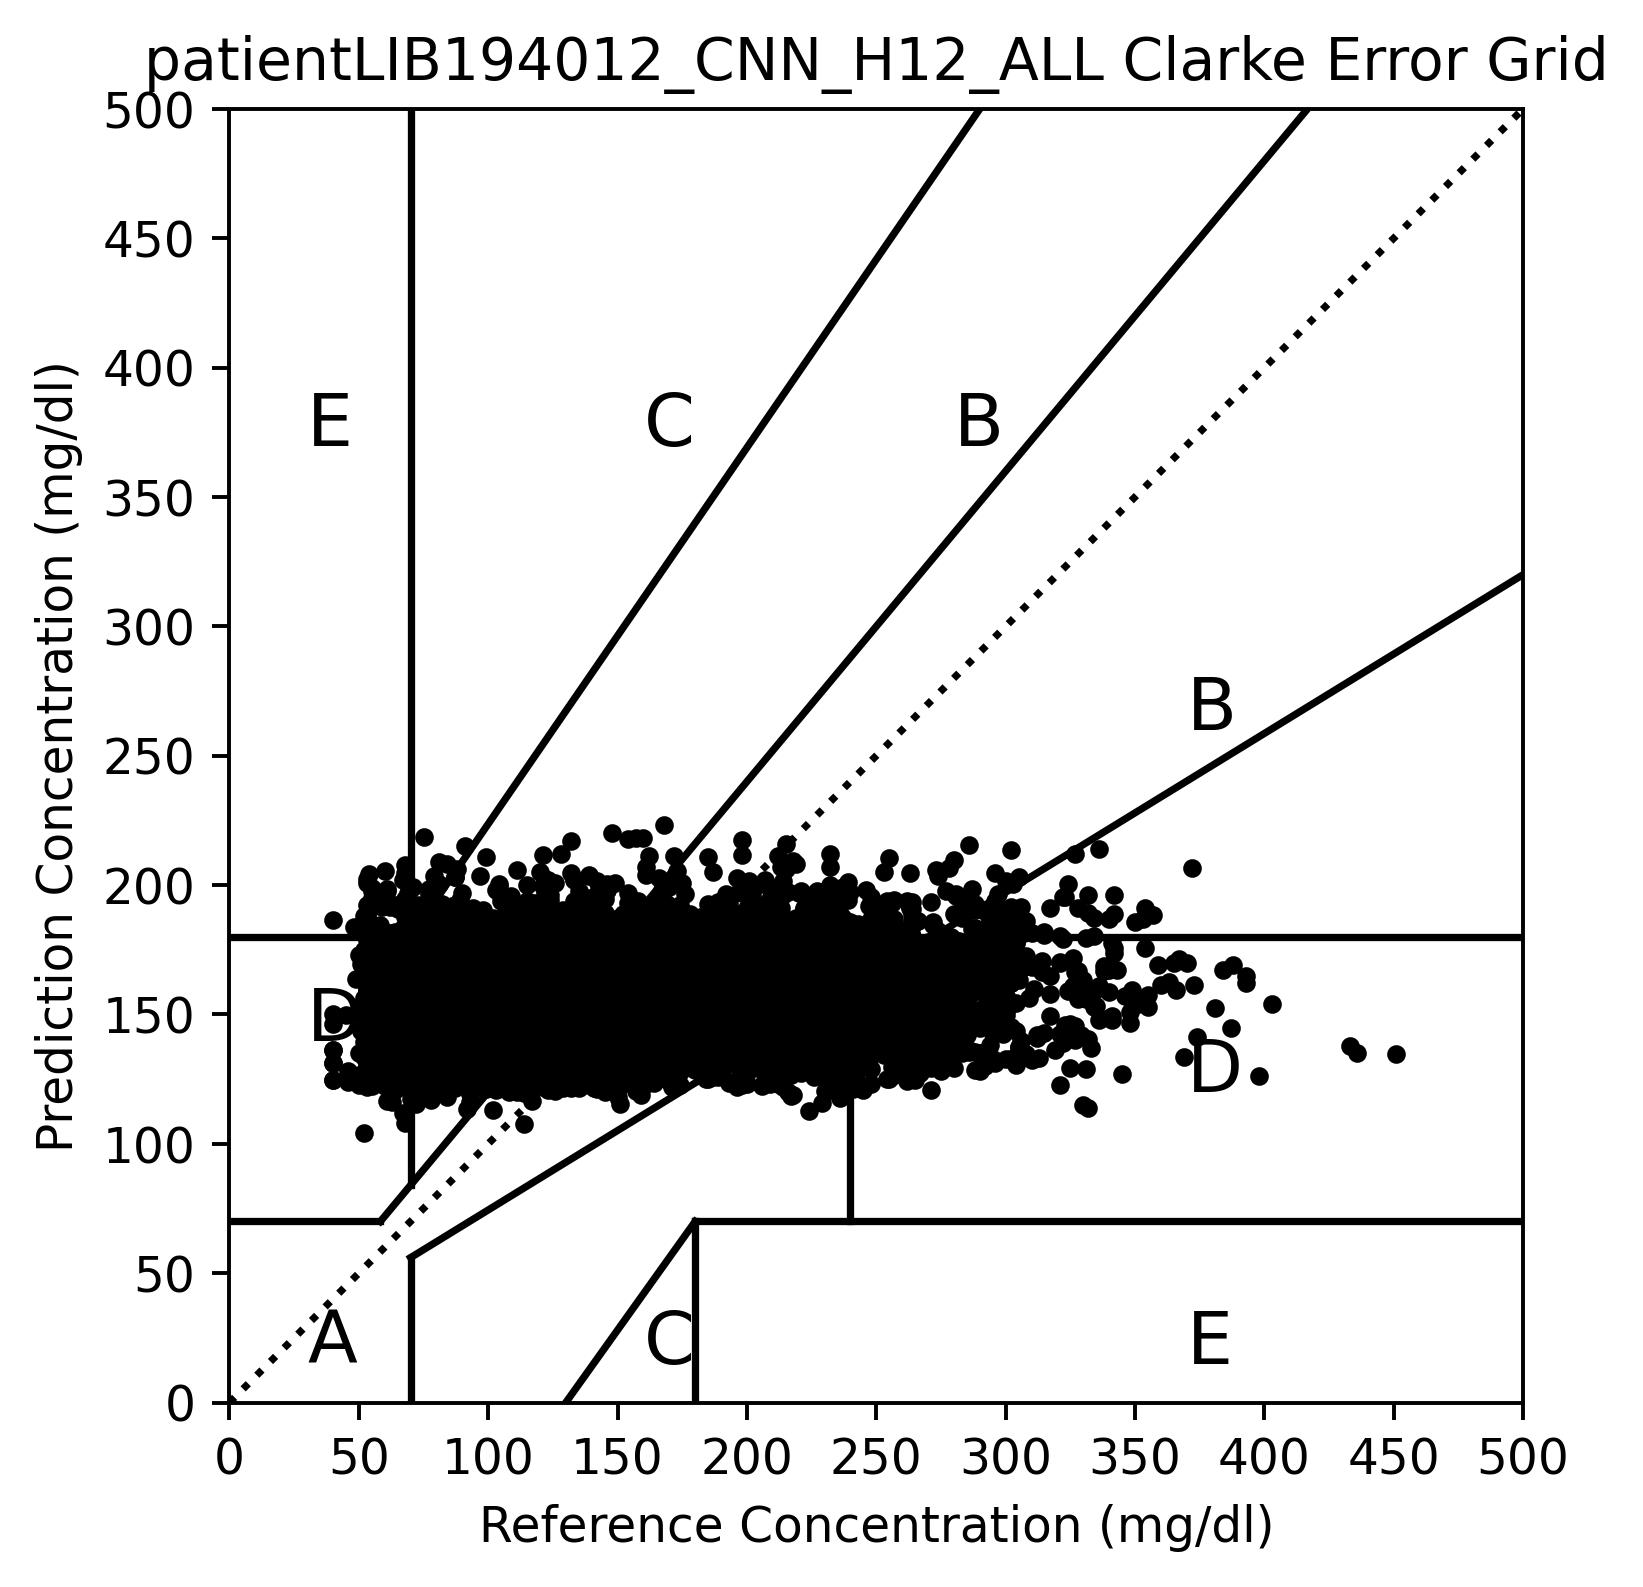 patientLIB194012_CNN_H12_ALL Clarke Error Grid
500
450
400
350
300
250
200
150
100
50
0
Prediction Concentration (mg/dl)
E
C
B
B
D
D
A
C
E
0 50 100 150 200 250 300 350 400 450 500
Reference Concentration (mg/dl)